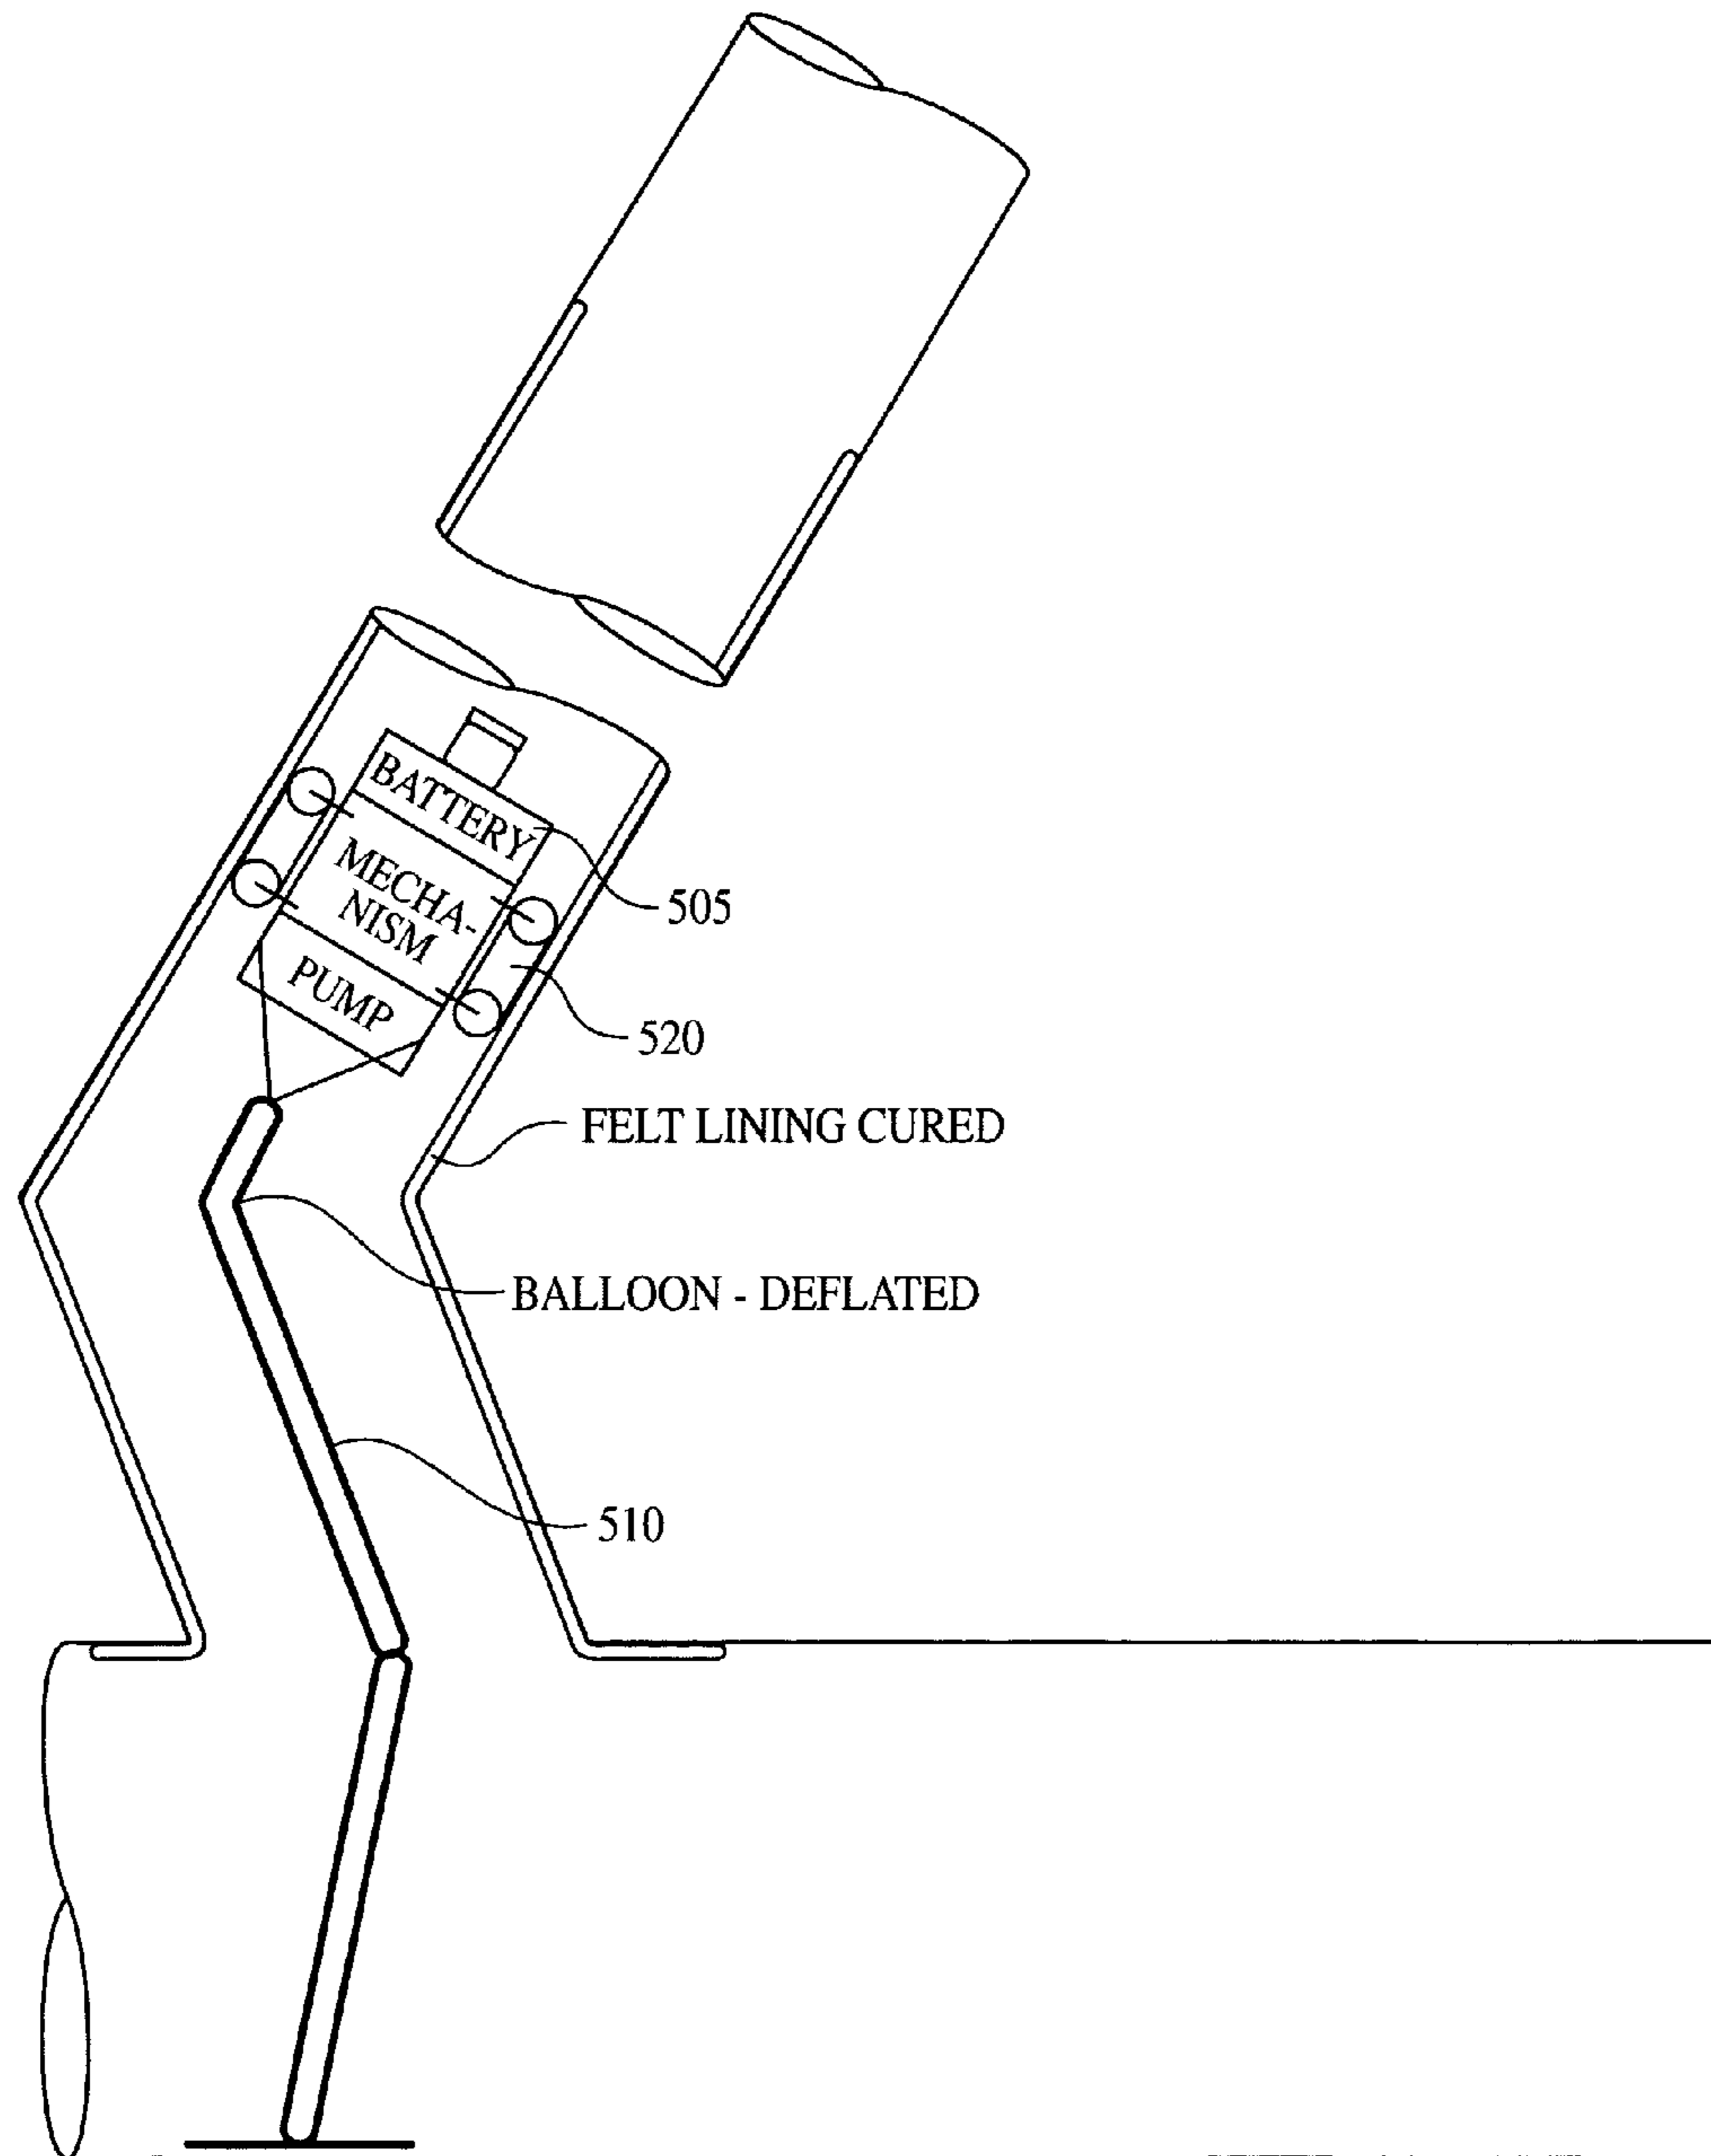 BATTERY
MECHA-
NISM
PUMP
505
520
FELT LINING CURED
BALLOON - DEFLATED
510